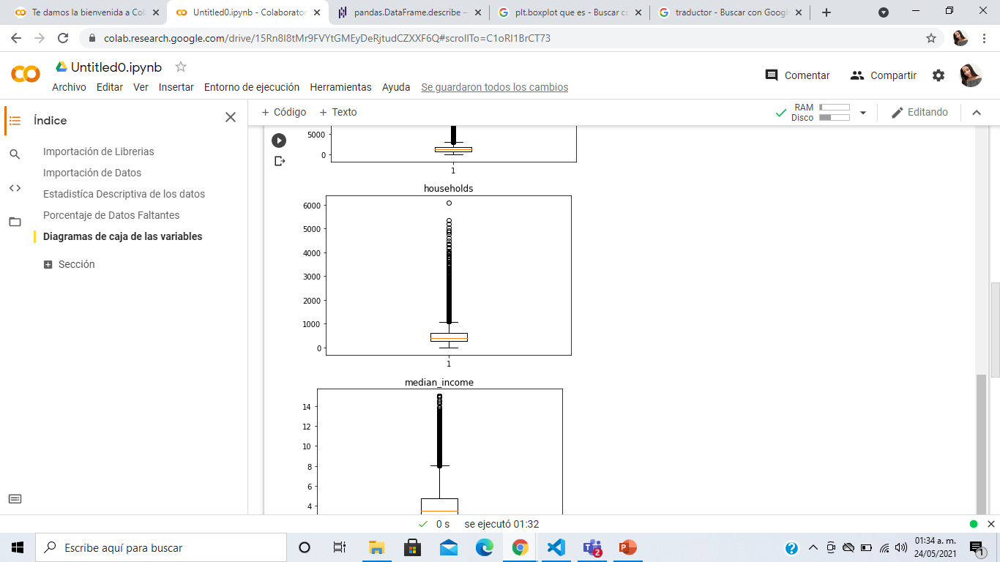 Te damos la bienvenida a Col
Untitled0.ipynb - Colaborator
pandas.DataFrame.describe —
plt.boxplot que es - Buscar co
traductor - Buscar con Googl
colab.research.google.com/drive/15Rn8I8tMr9FVYtGMEyDeRjtudCZXXF6Q#scrollTo=C1oRI1BrCT73
Untitled0.ipynb
Comentar
Compartir
Archivo Editar Ver Insertar Entorno de ejecución Herramientas Ayuda Se guardaron todos los cambios
Índice
+ Código + Texto
RAM
Disco
Editando
Importación de Librerias
Importación de Datos
Estadistíca Descriptiva de los datos
Porcentaje de Datos Faltantes
Diagramas de caja de las variables
Sección
5000
0
1
households
6000
5000
4000
3000
2000
1000
0
1
median_income
14
12
10
8
6
4
0 s se ejecutó 01:32
Escribe aquí para buscar
2
01:34 a. m.
24/05/2021
1